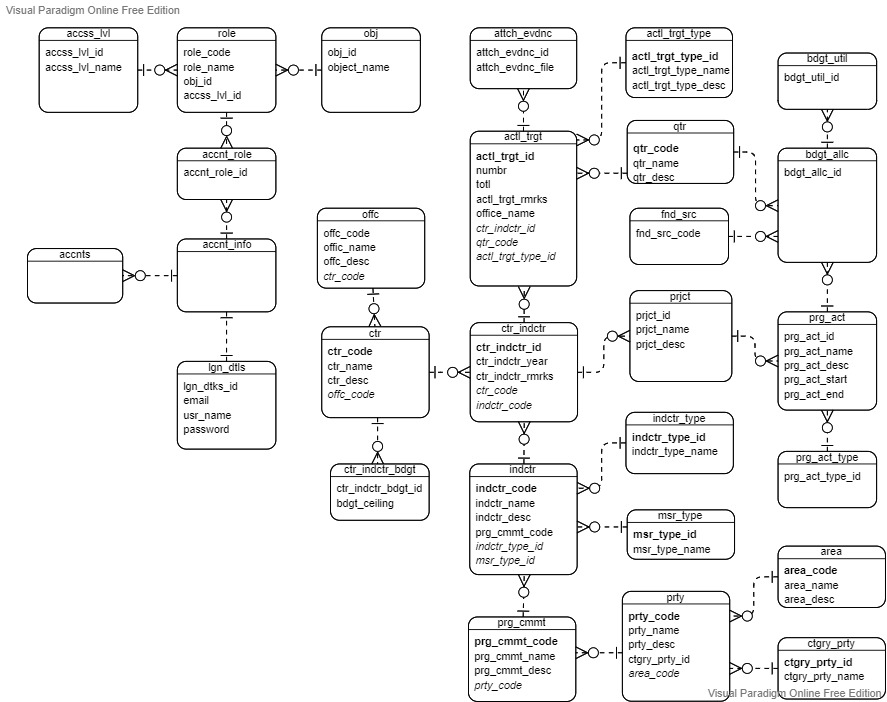 Visual Paradigm Online Free Edition
accss_lvl
accss_lvl_id
accss_lvl_name
role
role_code
role_name
obj_id
accss_lvl_id
obj
obj_id
object_name
attch_evdnc
attch_evdnc_id
attch_evdnc_file
actl_trgt_type
actl_trgt_type_id
actl_trgt_type_name
actl_trgt_type_desc
bdgt_util
bdgt_util_id
accnt_role
accnt_role_id
actl_trgt
actl_trgt_id
numbr
totl
actl_trgt_rmrks
office_name
ctr_indctr_id
qtr_code
actl_trgt_type_id
qtr
qtr_code
qtr_name
qtr_desc
bdgt_allc
bdgt_allc_id
fnd_src
fnd_src_code
offc
offc_code
offic_name
offc_desc
ctr_code
accnt_info
accnts
prjct
prjct_id
prjct_name
prjct_desc
prg_act
prg_act_id
prg_act_name
prg_act_desc
prg_act_start
prg_act_end
ctr
ctr_code
ctr_name
ctr_desc
offc_code
ctr_indctr
ctr_indctr_id
ctr_indctr_year
ctr_indctr_rmrks
ctr_code
indctr_code
lgn_dtls
lgn_dtks_id
email
usr_name
password
indctr_type
indctr_type_id
indctr_type_name
prg_act_type
prg_act_type_id
ctr_indctr_bdgt
ctr_indctr_bdgt_id
bdgt_ceiling
indctr
indctr_code
indctr_name
indctr_desc
prg_cmmt_code
indctr_type_id
msr_type_id
msr_type
msr_type_id
msr_type_name
area
area_code
area_name
area_desc
prg_cmmt
prg_cmmt_code
prg_cmmt_name
prg_cmmt_desc
prty_code
prty
prty_code
prty_name
prty_desc
ctgry_prty_id
area_code
ctgry_prty
ctgry_prty_id
ctgry_prty_name
Visual Paradigm Online Free Edition